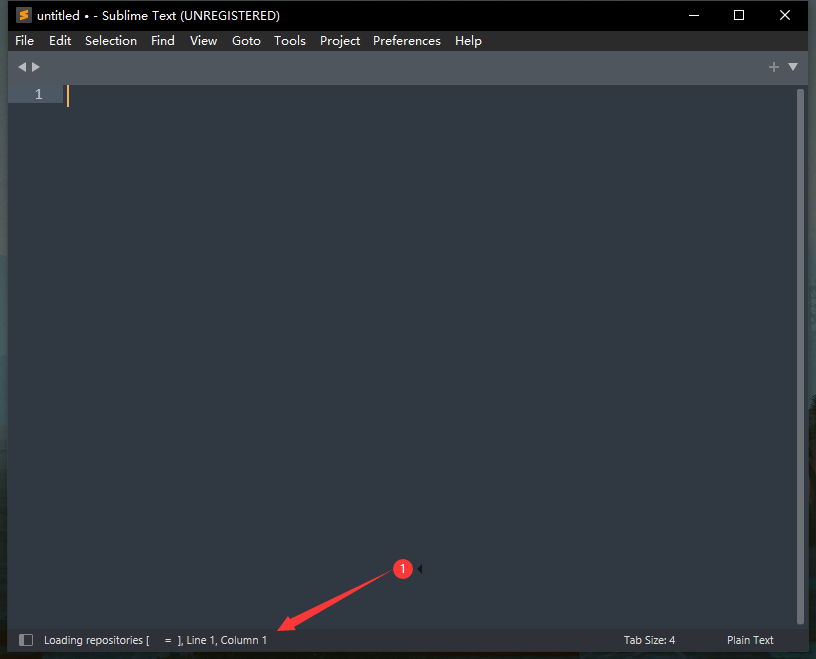 untitled • - Sublime Text (UNREGISTERED)
File Edit Selection Find View Goto Tools Project Preferences Help
1
1
Loading repositories [    = ], Line 1, Column 1 Tab Size: 4 Plain Text